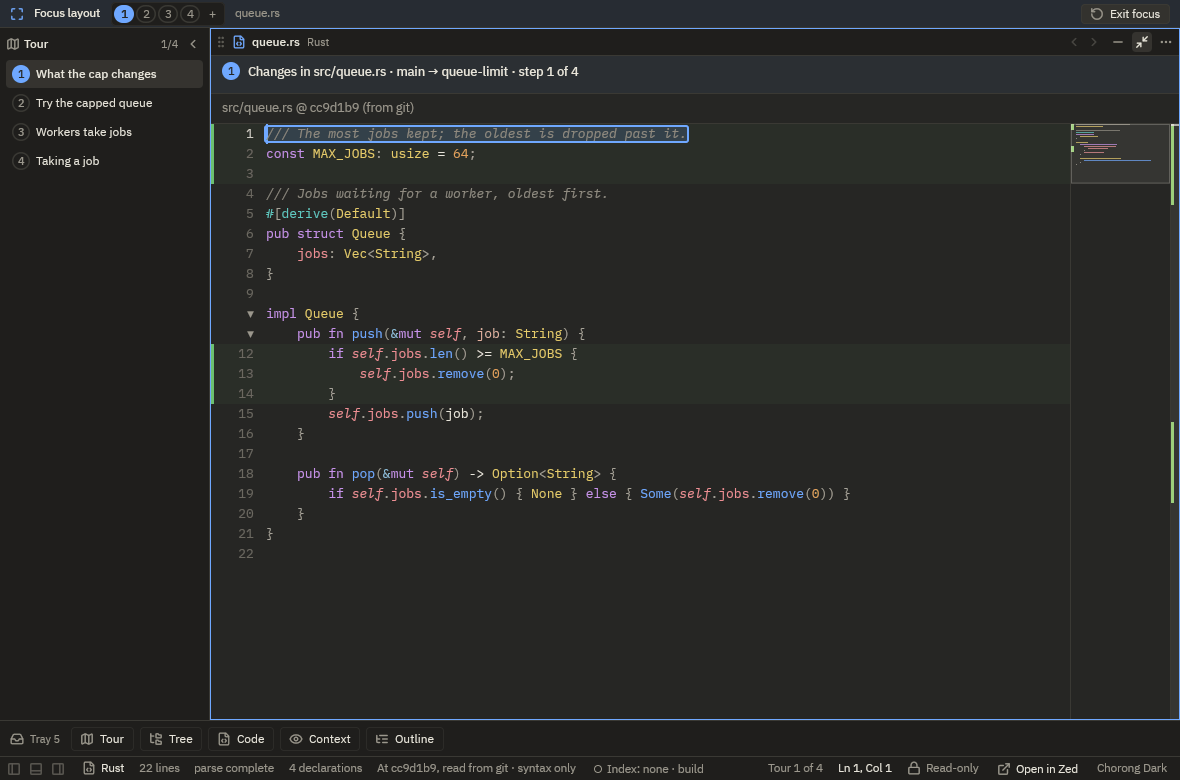 Focus layout 1 2 3 4 + queue.rs Exit focus
Tour 1/4
1 What the cap changes
2 Try the capped queue
3 Workers take jobs
4 Taking a job
queue.rs Rust
1 Changes in src/queue.rs · main → queue-limit · step 1 of 4
src/queue.rs @ cc9d1b9 (from git)
1 /// The most jobs kept; the oldest is dropped past it.
2 const MAX_JOBS: usize = 64;
3
4 /// Jobs waiting for a worker, oldest first.
5 #[derive(Default)]
6 pub struct Queue {
7 jobs: Vec<String>,
8 }
9
impl Queue {
pub fn push(&mut self, job: String) {
12 if self.jobs.len() >= MAX_JOBS {
13 self.jobs.remove(0);
14 }
15 self.jobs.push(job);
16 }
17
18 pub fn pop(&mut self) -> Option<String> {
19 if self.jobs.is_empty() { None } else { Some(self.jobs.remove(0)) }
20 }
21 }
22
Tray 5 Tour Tree Code Context Outline
Rust 22 lines parse complete 4 declarations At cc9d1b9, read from git · syntax only Index: none · build Tour 1 of 4 Ln 1, Col 1 Read-only Open in Zed Chorong Dark